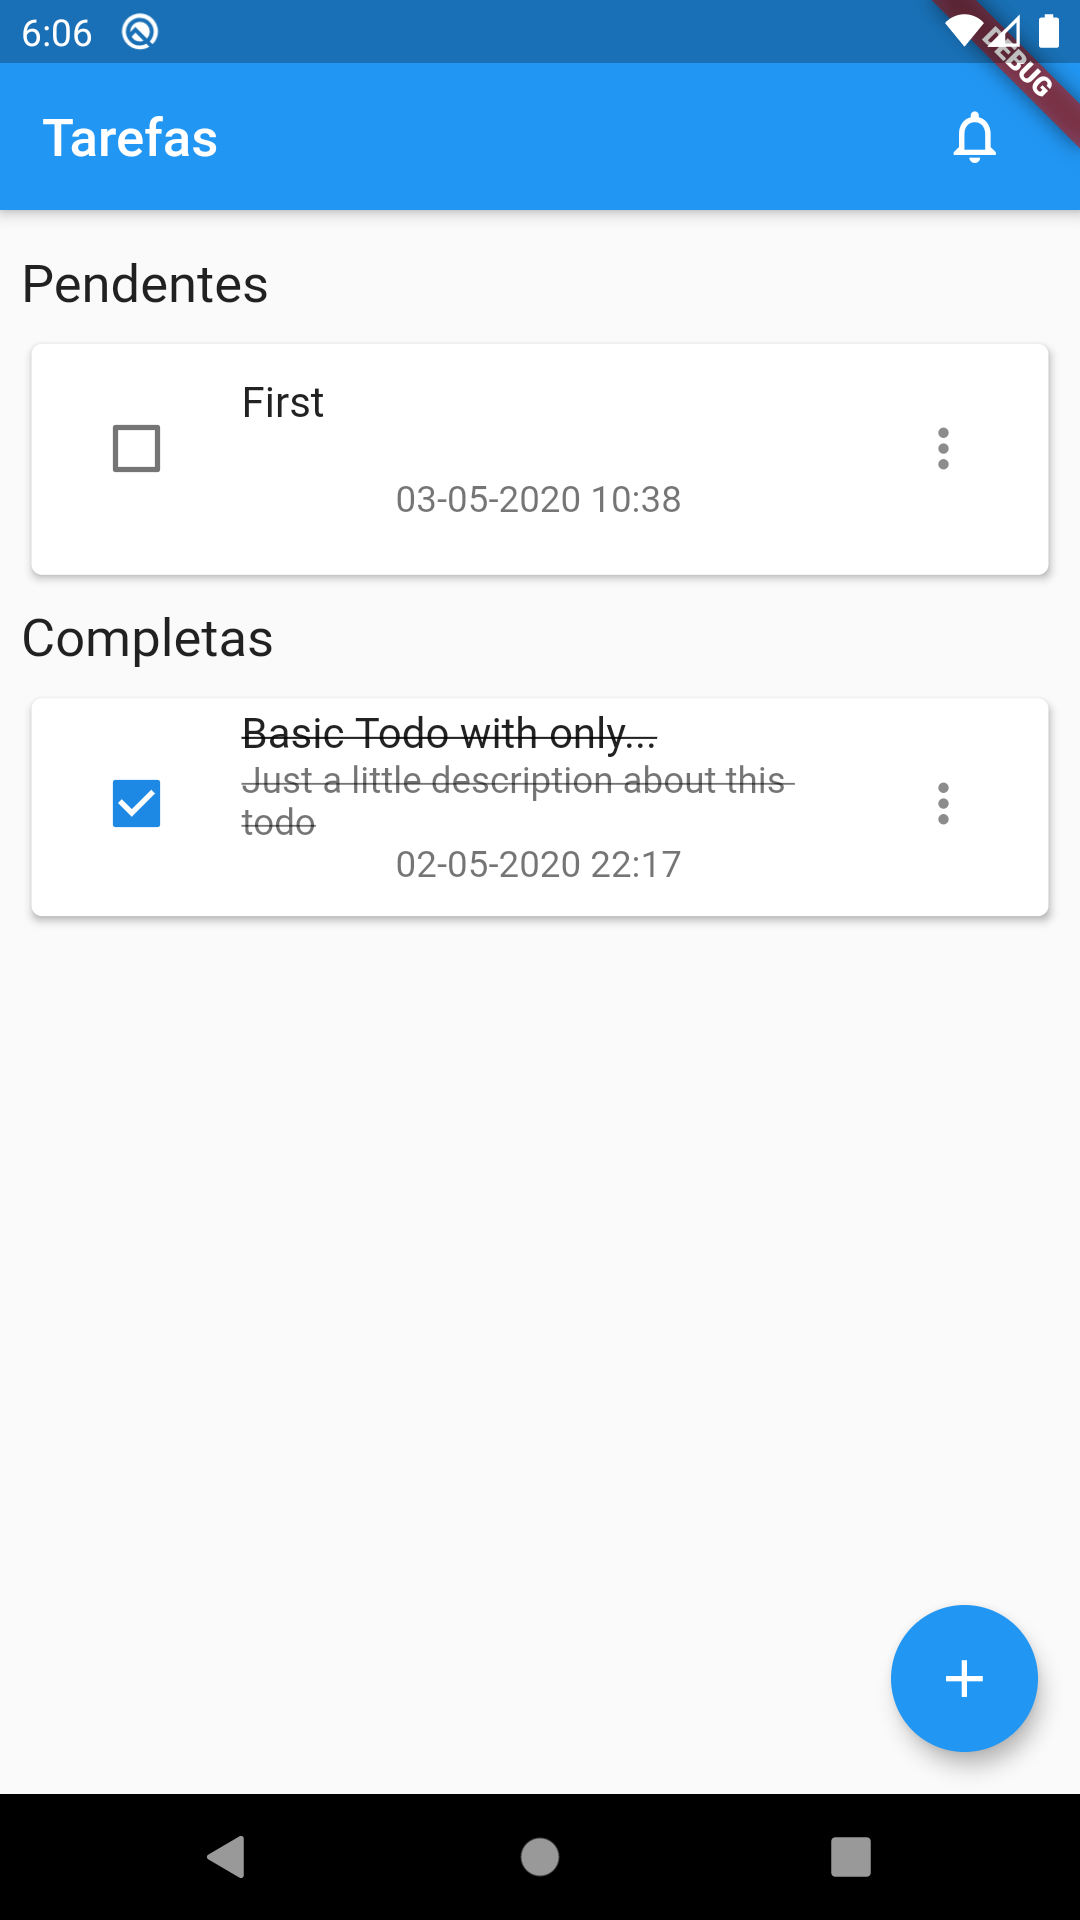 6:06
DEBUG
Tarefas
Pendentes
First
03-05-2020 10:38
Completas
Basic Todo with only...
Just a little description about this
todo
02-05-2020 22:17